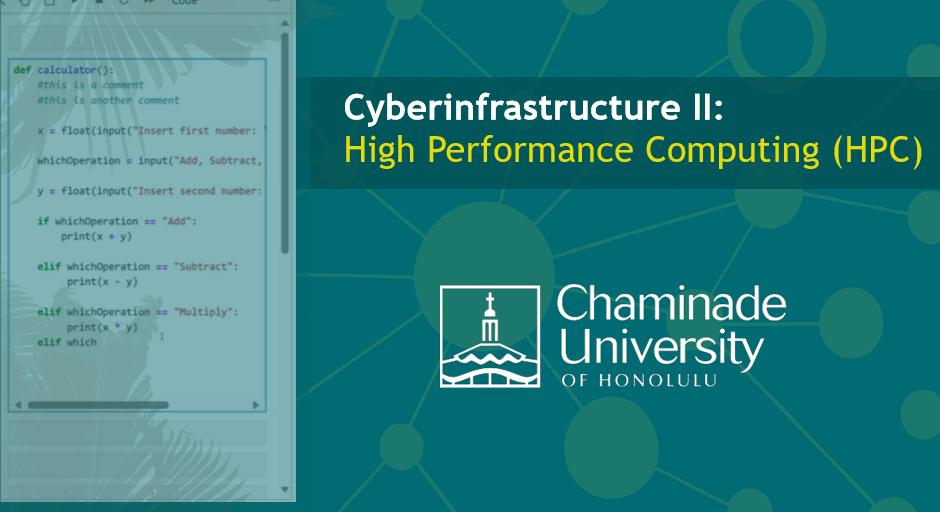 Code
def calculator():
#this is a comment
#this is another comment
x = float(input("Insert first number: "
whichOperation = input("Add, Subtract,
y = float(input("Insert second number:
if whichOperation == "Add":
print(x + y)
elif whichOperation == "Subtract":
print(x - y)
elif whichOperation == "Multiply":
print(x * y)
elif which
Cyberinfrastructure II:
High Performance Computing (HPC)
Chaminade
University
OF HONOLULU